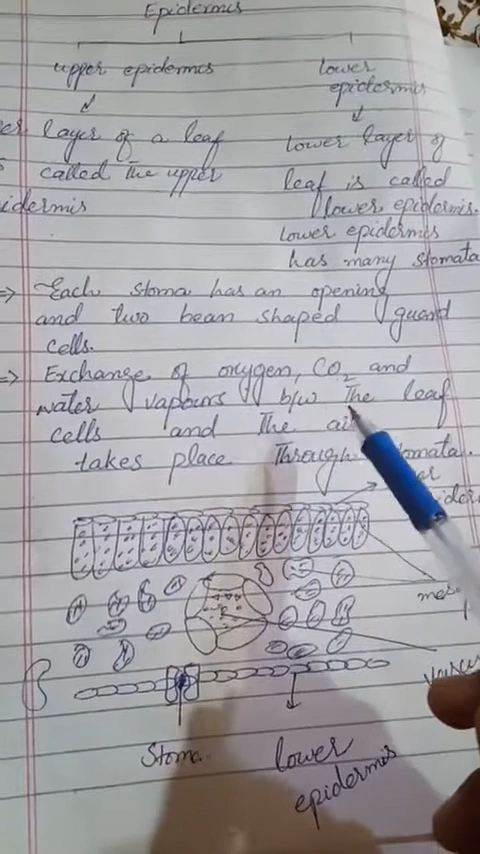 Epidermis
upper epidermis
lower
epidermis
er layer of a leaf
called the upper
idermis
Lower layer of
leaf is called
lower epidermis.
lower epidermis
has many stomata
=> Each stoma has an opening
and two bean shaped guard
cells.
=> Exchange of oxygen, CO2 and
water vapours b/w the leaf
cells and the air
takes place through stomata.
Stoma
lower
epidermis